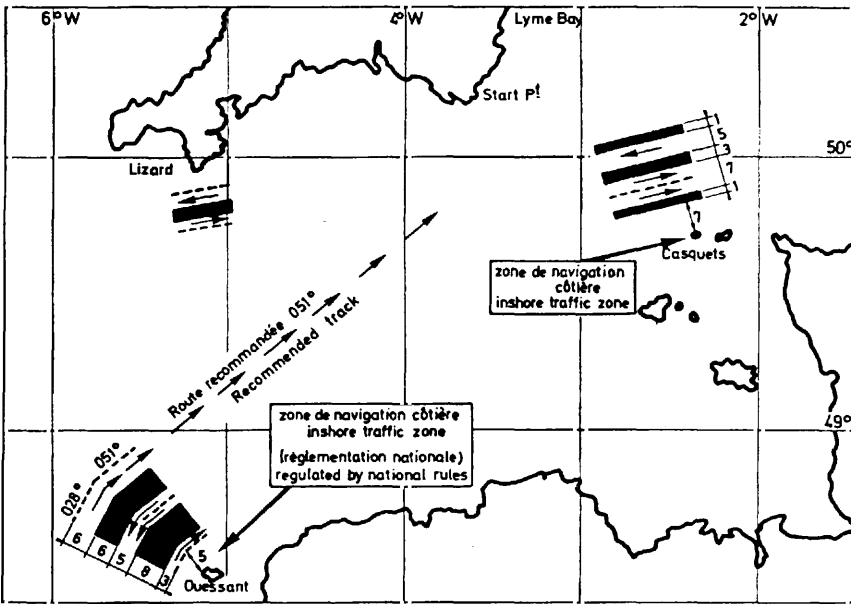 6°W
4°W
Lyme Bay
2°W
Start Pt
1
5
3
7
1
50°
Lizard
7
Casquets
zone de navigation
côtière
inshore traffic zone
Route recommandée 051°
Recommended track
49°
zone de navigation côtière
inshore traffic zone
(règlementation nationale)
regulated by national rules
028°
051°
6
6
5
8
3
5
Ouessant